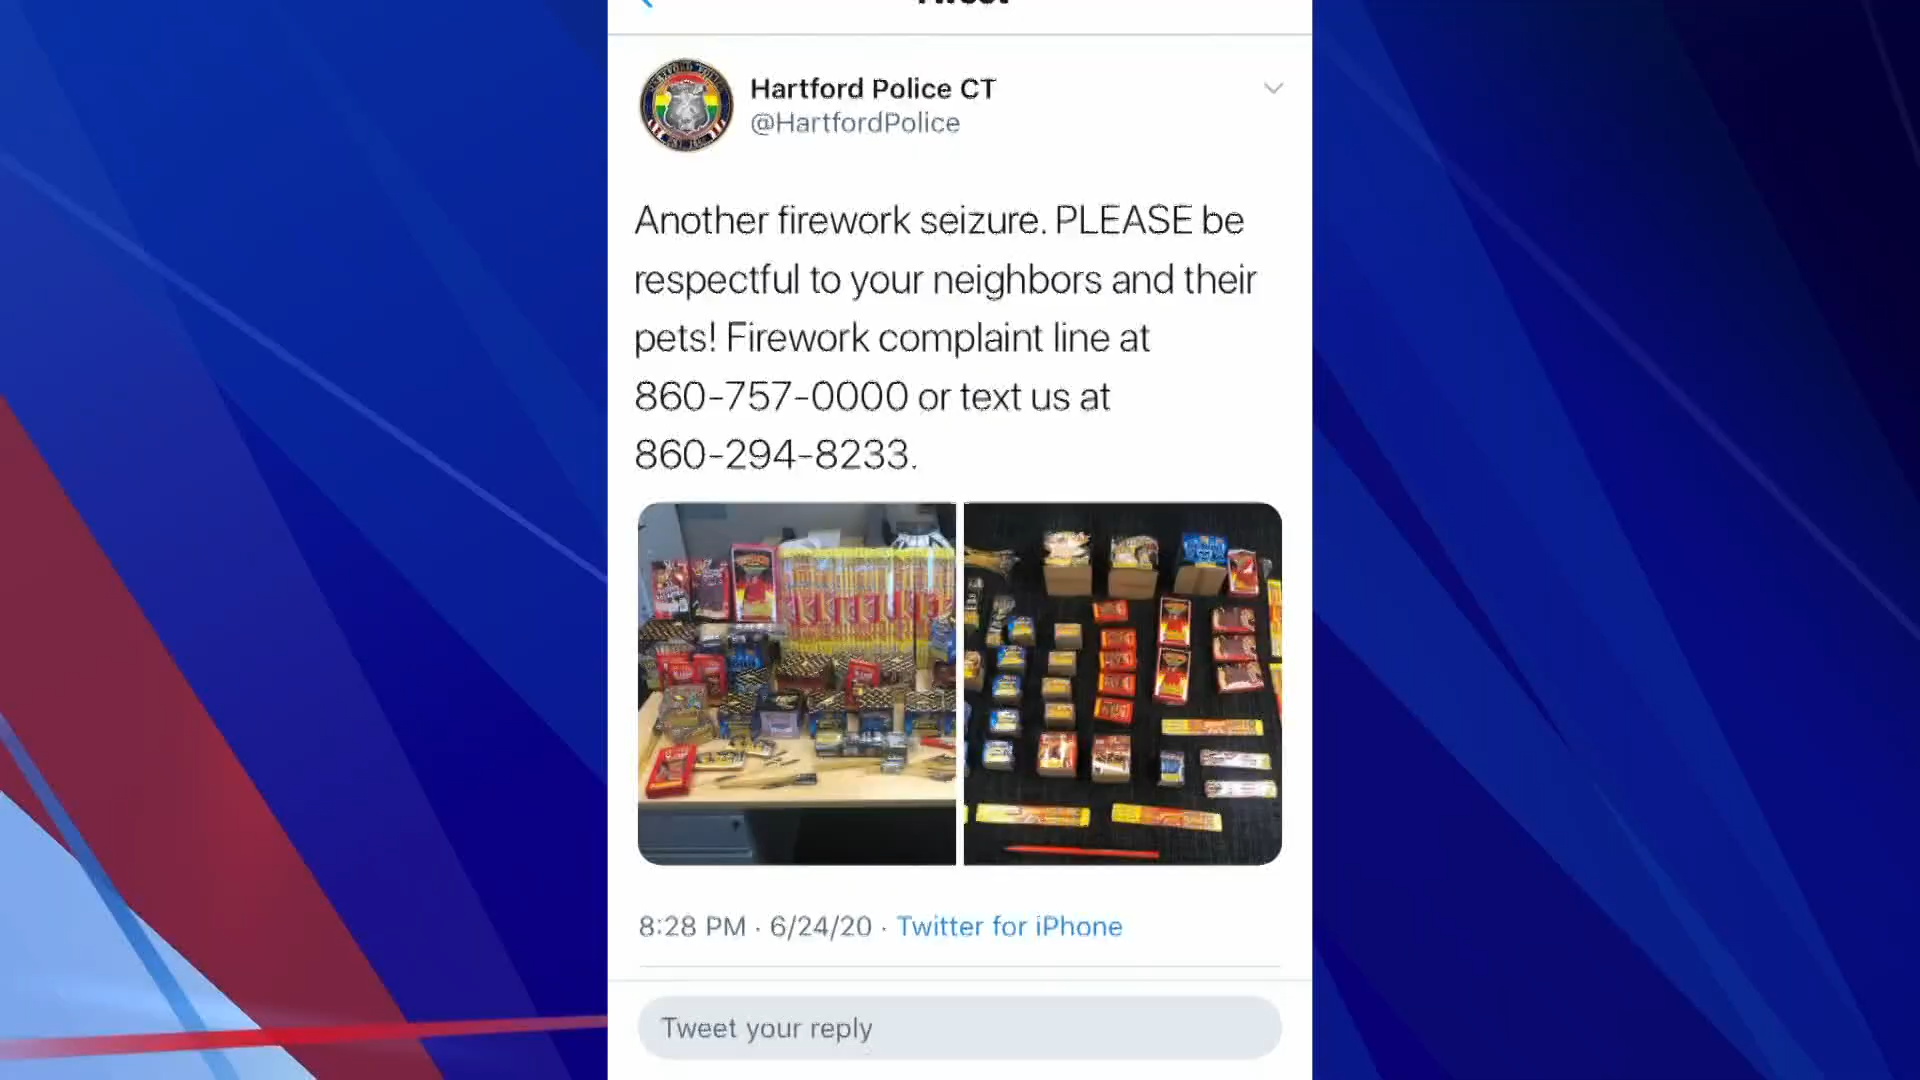 Tweet
Hartford Police CT
@HartfordPolice
Another firework seizure. PLEASE be
respectful to your neighbors and their
pets! Firework complaint line at
860-757-0000 or text us at
860-294-8233.
8:28 PM · 6/24/20 · Twitter for iPhone
Tweet your reply